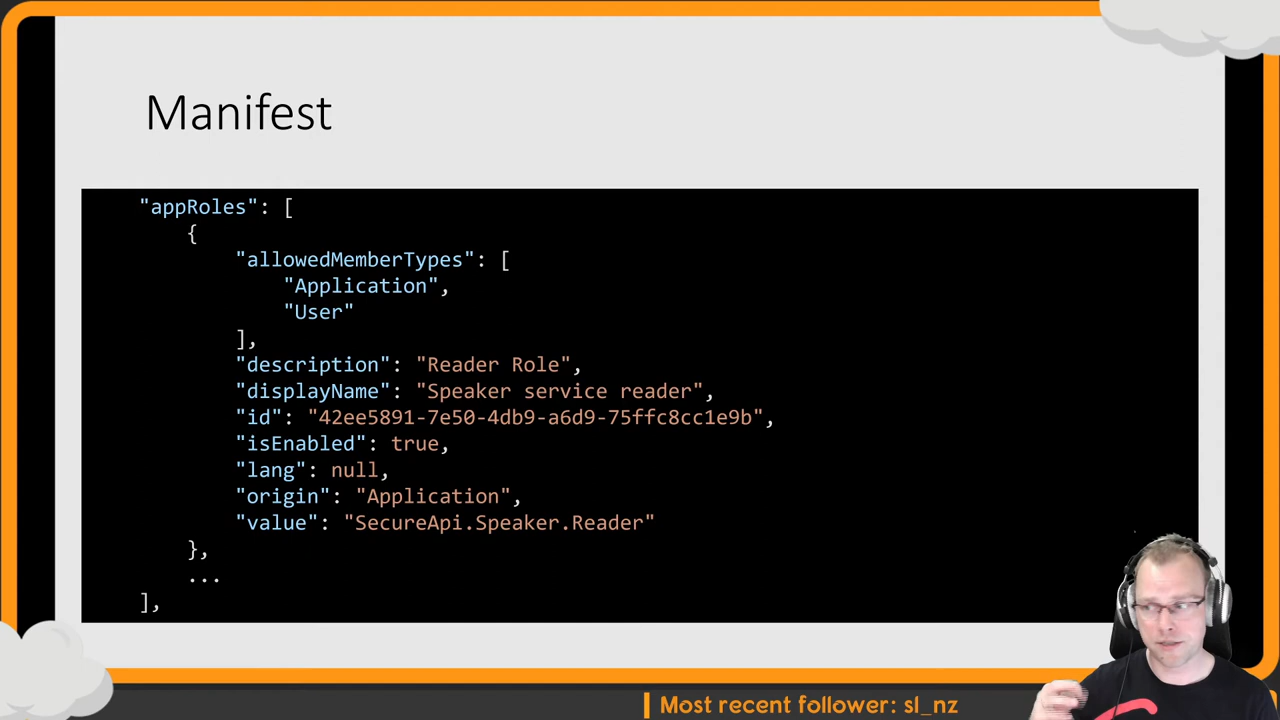 Manifest
"appRoles": [
{
"allowedMemberTypes": [
"Application",
"User"
],
"description": "Reader Role",
"displayName": "Speaker service reader",
"id": "42ee5891-7e50-4db9-a6d9-75ffc8cc1e9b",
"isEnabled": true,
"lang": null,
"origin": "Application",
"value": "SecureApi.Speaker.Reader"
},
...
],
Most recent follower: sl_nz